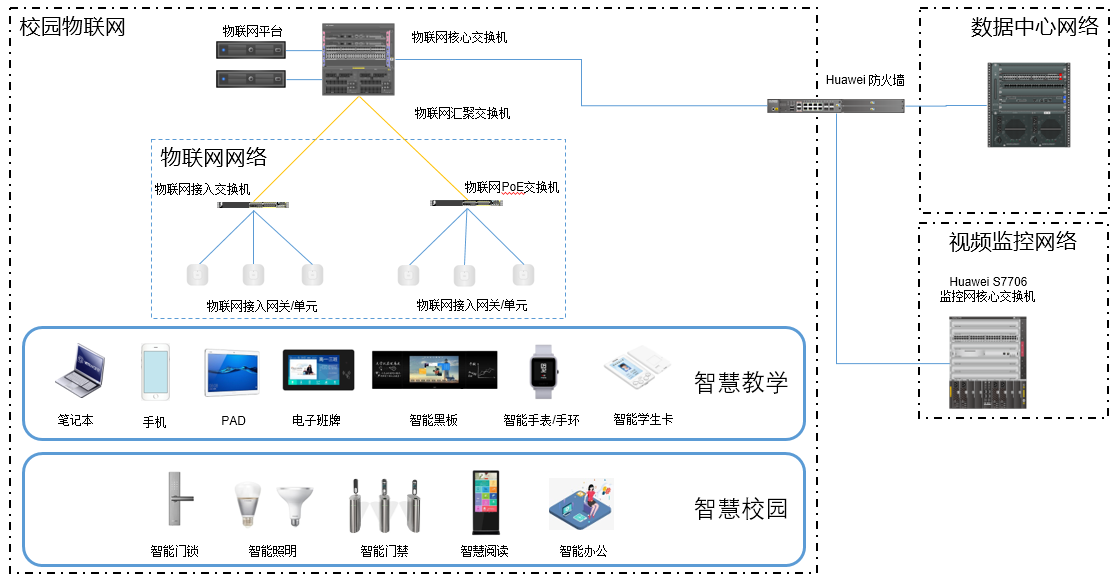 校园物联网
物联网平台
物联网核心交换机
数据中心网络
Huawei 防火墙
物联网汇聚交换机
物联网网络
物联网接入交换机
物联网PoE交换机
视频监控网络
Huawei S7706
监控网核心交换机
物联网接入网关/单元
物联网接入网关/单元
智慧教学
笔记本
手机
PAD
电子班牌
智能黑板
智能手表/手环
智能学生卡
智慧校园
智能门锁
智能照明
智能门禁
智慧阅读
智能办公